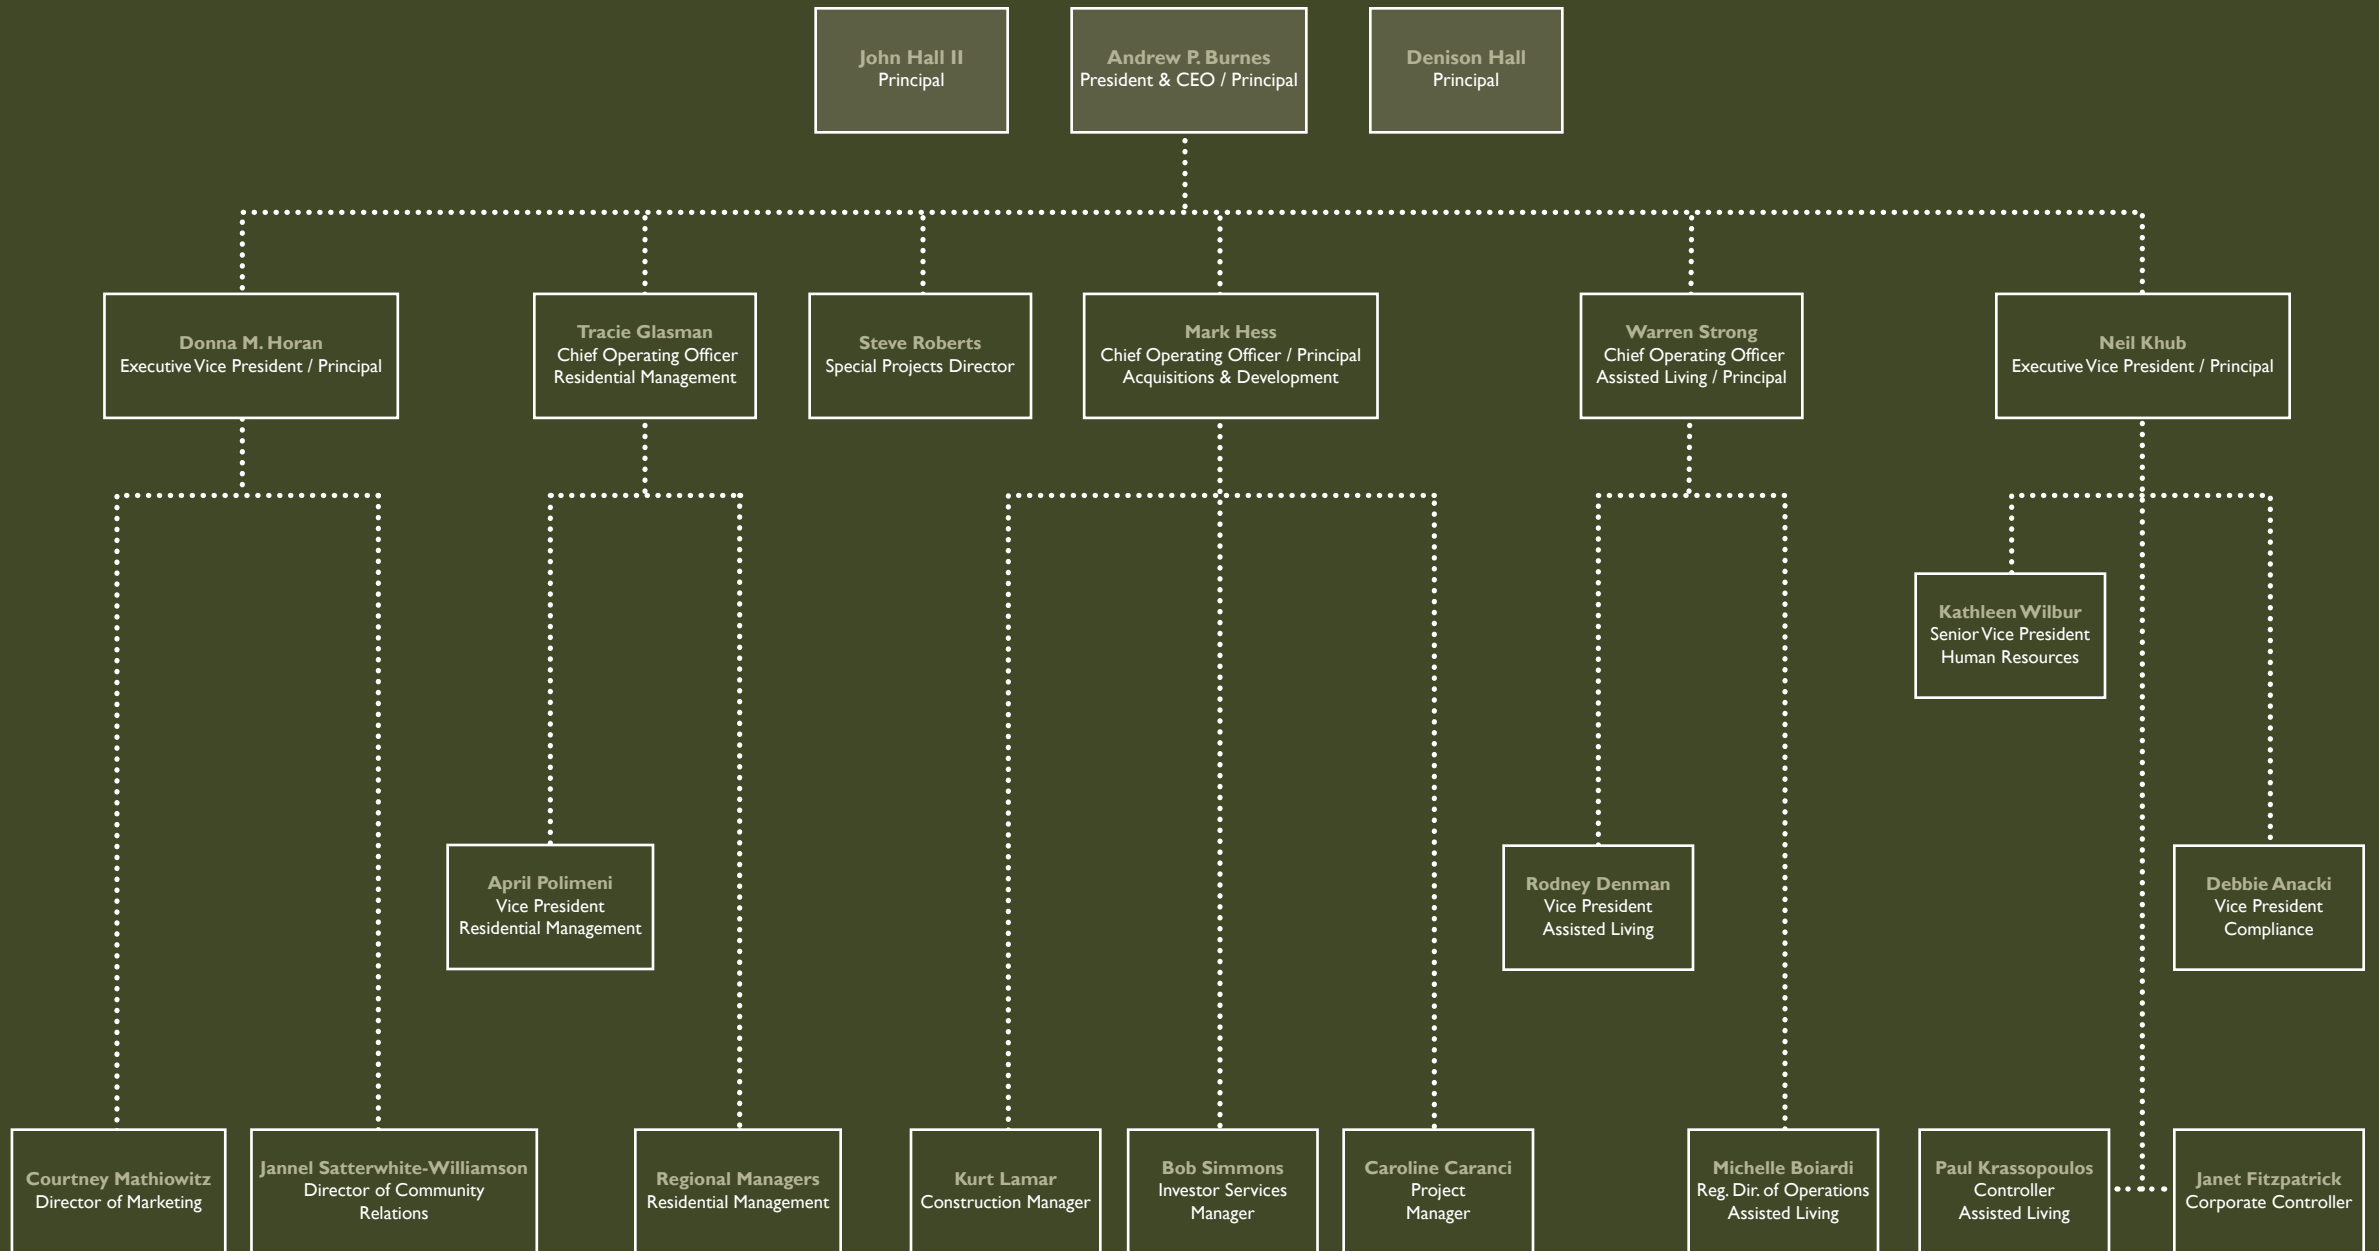 John Hall II
Principal
Andrew P. Burnes
President & CEO / Principal
Denison Hall
Principal
Donna M. Horan
Executive Vice President / Principal
Tracie Glasman
Chief Operating Officer
Residential Management
Steve Roberts
Special Projects Director
Mark Hess
Chief Operating Officer / Principal
Acquisitions & Development
Warren Strong
Chief Operating Officer
Assisted Living / Principal
Neil Khub
Executive Vice President / Principal
Kathleen Wilbur
Senior Vice President
Human Resources
April Polimeni
Vice President
Residential Management
Rodney Denman
Vice President
Assisted Living
Debbie Anacki
Vice President
Compliance
Courtney Mathiowitz
Director of Marketing
Jannel Satterwhite-Williamson
Director of Community
Relations
Regional Managers
Residential Management
Kurt Lamar
Construction Manager
Bob Simmons
Investor Services
Manager
Caroline Caranci
Project
Manager
Michelle Boiardi
Reg. Dir. of Operations
Assisted Living
Paul Krassopoulos
Controller
Assisted Living
Janet Fitzpatrick
Corporate Controller